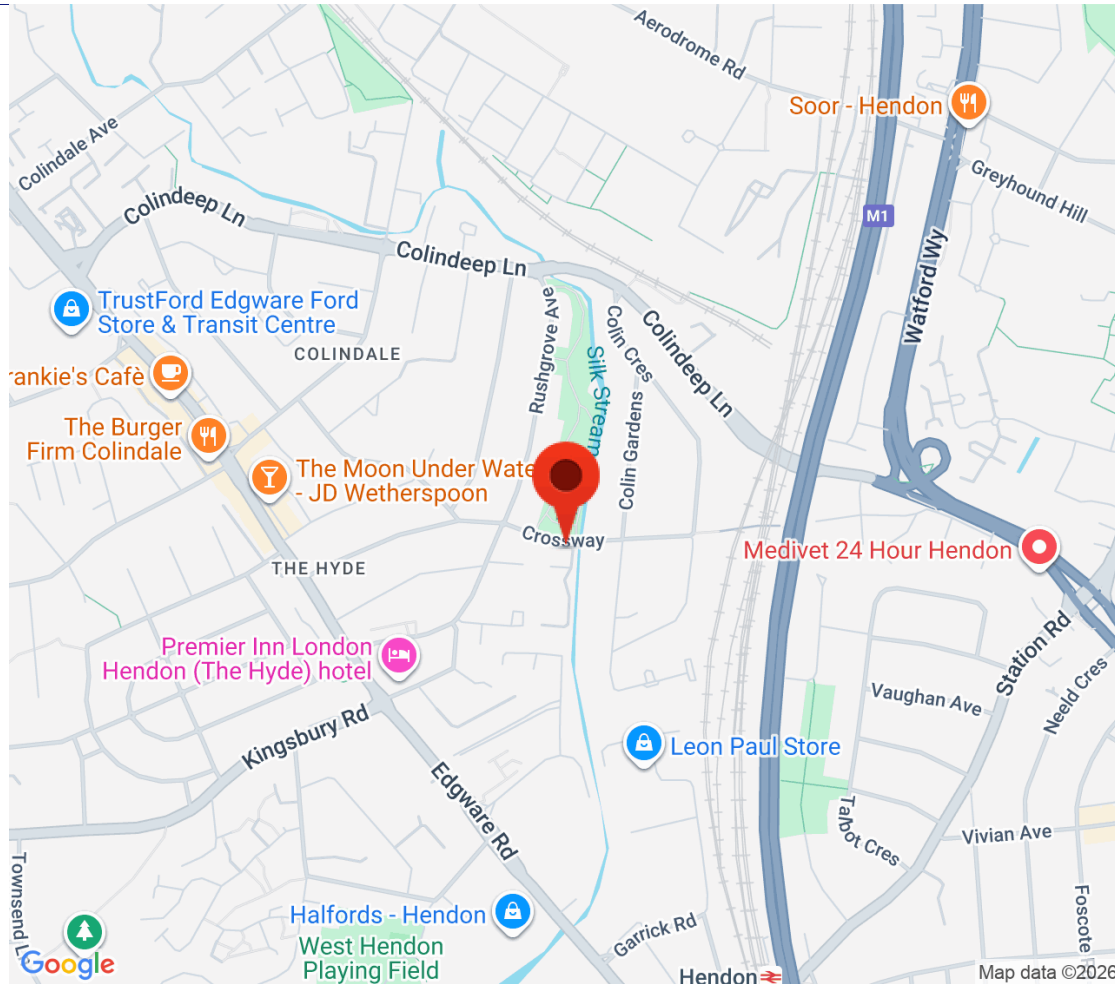 Aerodrome Rd
Soor - Hendon
Colindale Ave
Greyhound Hill
Colindeep Ln
M1
Colindeep Ln
Watford Wy
TrustFord Edgware Ford
Store & Transit Centre
Rushgrove Ave
Colin Cres
Colindeep Ln
COLINDALE
Silk Stream
rankie's Cafè
Colin Gardens
The Burger
Firm Colindale
The Moon Under Wate
- JD Wetherspoon
Crossway
Medivet 24 Hour Hendon
THE HYDE
Station Rd
Premier Inn London
Hendon (The Hyde) hotel
Vaughan Ave
Neeld Cres
Kingsbury Rd
Leon Paul Store
Edgware Rd
Talbot Cres
Vivian Ave
Townsend L
Foscote
Halfords - Hendon
Garrick Rd
West Hendon
Playing Field
Google
Hendon
Map data ©2026